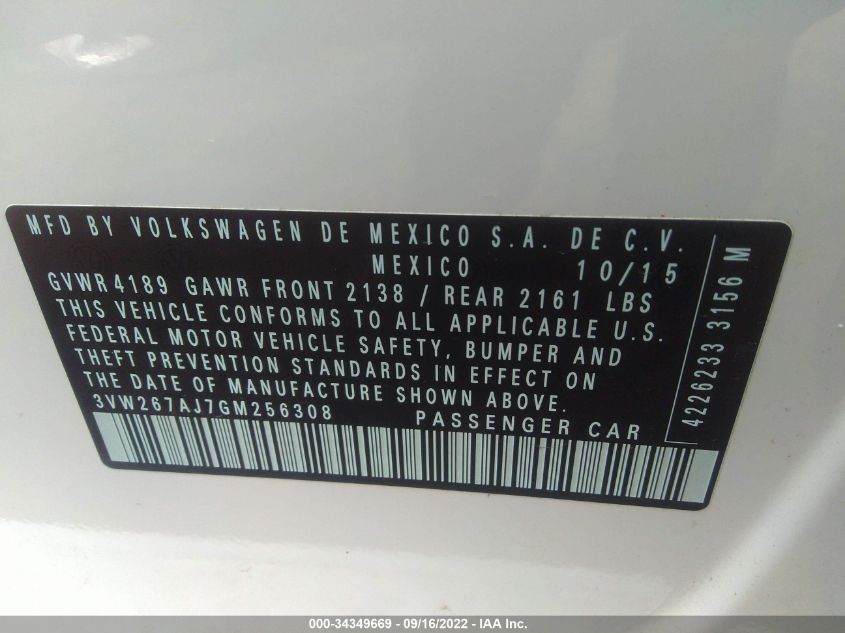 MFD BY VOLKSWAGEN DE MEXICO S.A. DE C.V.
MEXICO 10/15
GVWR 4189 GAWR FRONT 2138 / REAR 2161 LBS
THIS VEHICLE CONFORMS TO ALL APPLICABLE U.S.
FEDERAL MOTOR VEHICLE SAFETY, BUMPER AND
THEFT PREVENTION STANDARDS IN EFFECT ON
THE DATE OF MANUFACTURE SHOWN ABOVE.
3VW267AJ7GM256308 PASSENGER CAR
4226233 3156 M
000-34349669 - 09/16/2022 - IAA Inc.